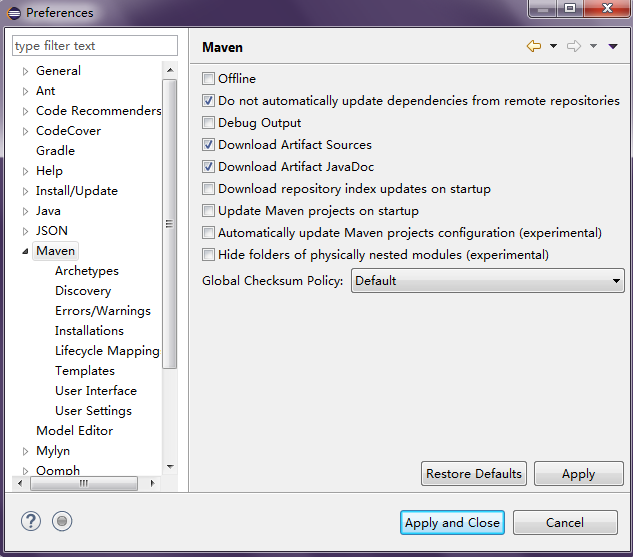 Preferences
type filter text
General
Ant
Code Recommenders
CodeCover
Gradle
Help
Install/Update
Java
JSON
Maven
Archetypes
Discovery
Errors/Warnings
Installations
Lifecycle Mapping
Templates
User Interface
User Settings
Model Editor
Mylyn
Oomph
Maven
Offline
Do not automatically update dependencies from remote repositories
Debug Output
Download Artifact Sources
Download Artifact JavaDoc
Download repository index updates on startup
Update Maven projects on startup
Automatically update Maven projects configuration (experimental)
Hide folders of physically nested modules (experimental)
Global Checksum Policy: Default
Restore Defaults Apply
Apply and Close Cancel